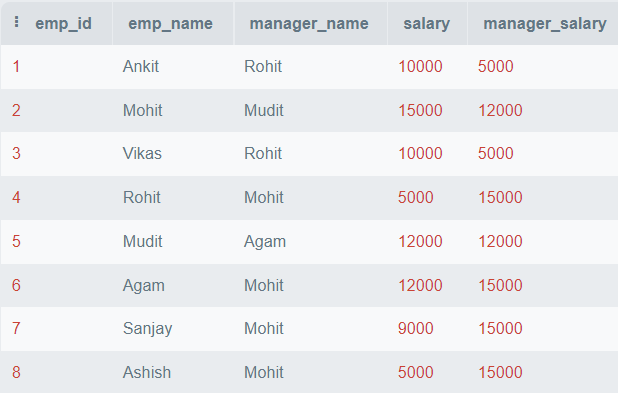 emp_id emp_name manager_name salary manager_salary
1 Ankit Rohit 10000 5000
2 Mohit Mudit 15000 12000
3 Vikas Rohit 10000 5000
4 Rohit Mohit 5000 15000
5 Mudit Agam 12000 12000
6 Agam Mohit 12000 15000
7 Sanjay Mohit 9000 15000
8 Ashish Mohit 5000 15000